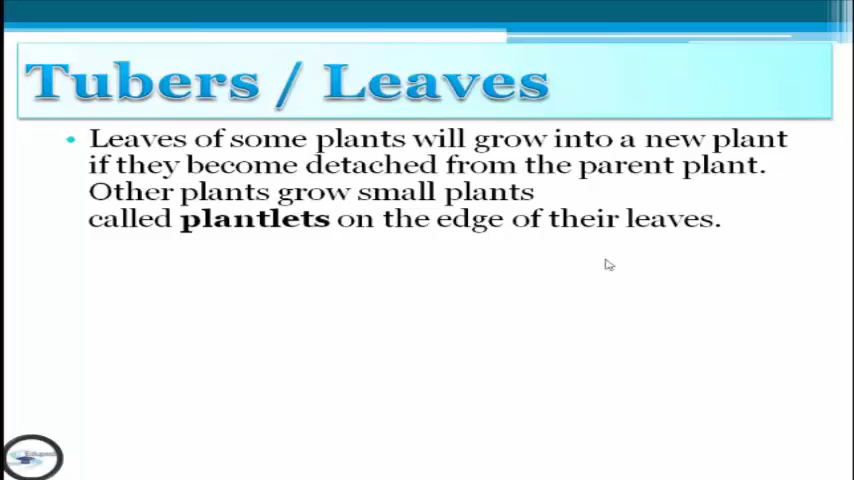 Tubers / Leaves
• Leaves of some plants will grow into a new plant
if they become detached from the parent plant.
Other plants grow small plants
called plantlets on the edge of their leaves.